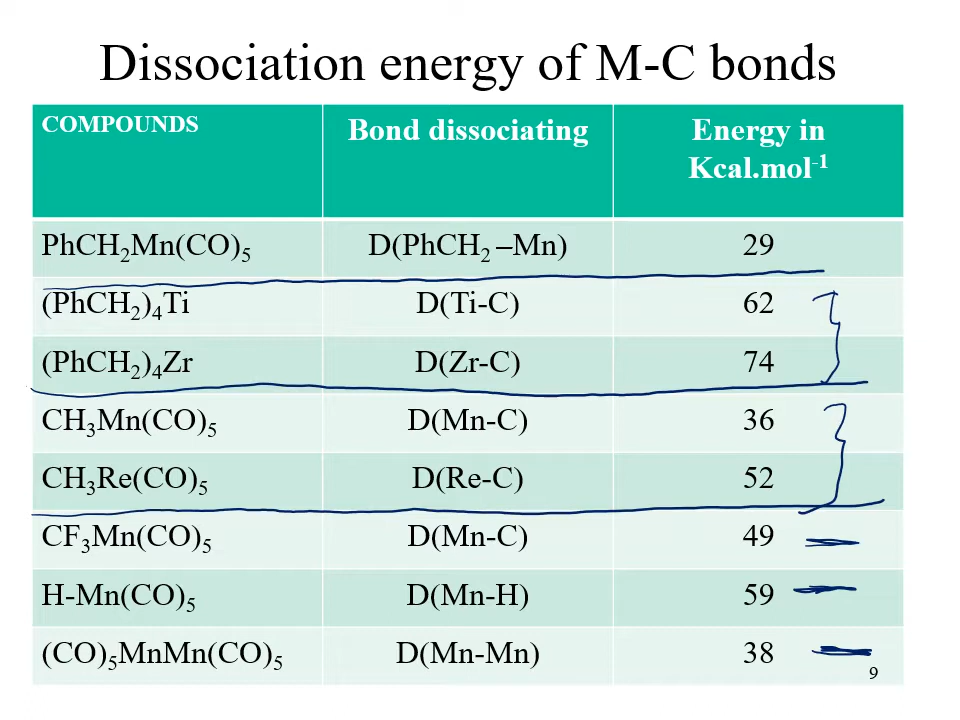 Dissociation energy of M-C bonds
COMPOUNDS Bond dissociating Energy in
Kcal.mol⁻¹
PhCH₂Mn(CO)₅ D(PhCH₂ –Mn) 29
(PhCH₂)₄Ti D(Ti-C) 62
(PhCH₂)₄Zr D(Zr-C) 74
CH₃Mn(CO)₅ D(Mn-C) 36
CH₃Re(CO)₅ D(Re-C) 52
CF₃Mn(CO)₅ D(Mn-C) 49
H-Mn(CO)₅ D(Mn-H) 59
(CO)₅MnMn(CO)₅ D(Mn-Mn) 38
9